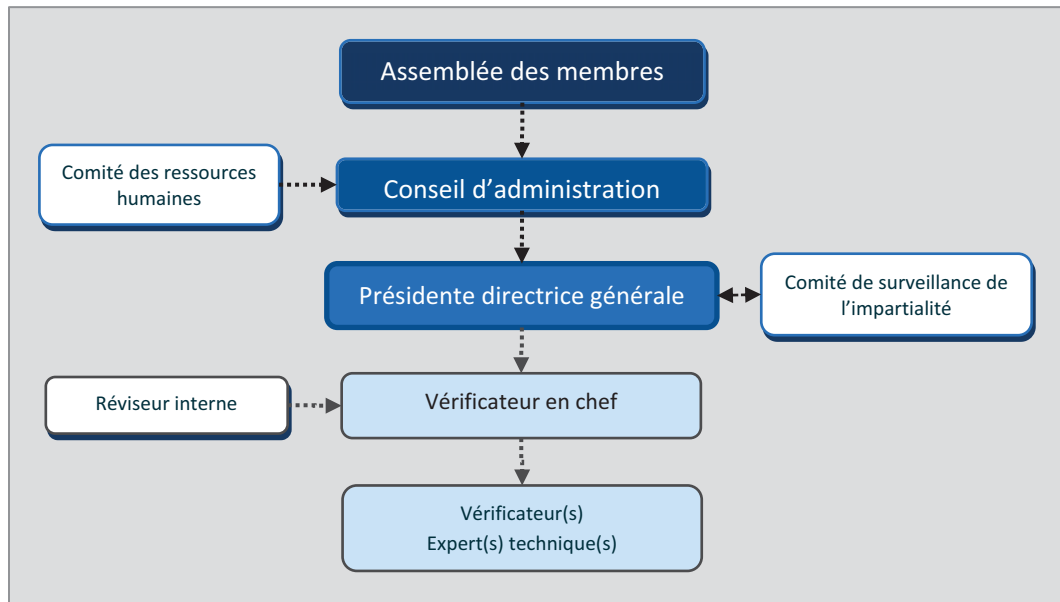 Assemblée des membres
Comité des ressources
humaines
Conseil d’administration
Présidente directrice générale
Comité de surveillance de
l’impartialité
Réviseur interne
Vérificateur en chef
Vérificateur(s)
Expert(s) technique(s)